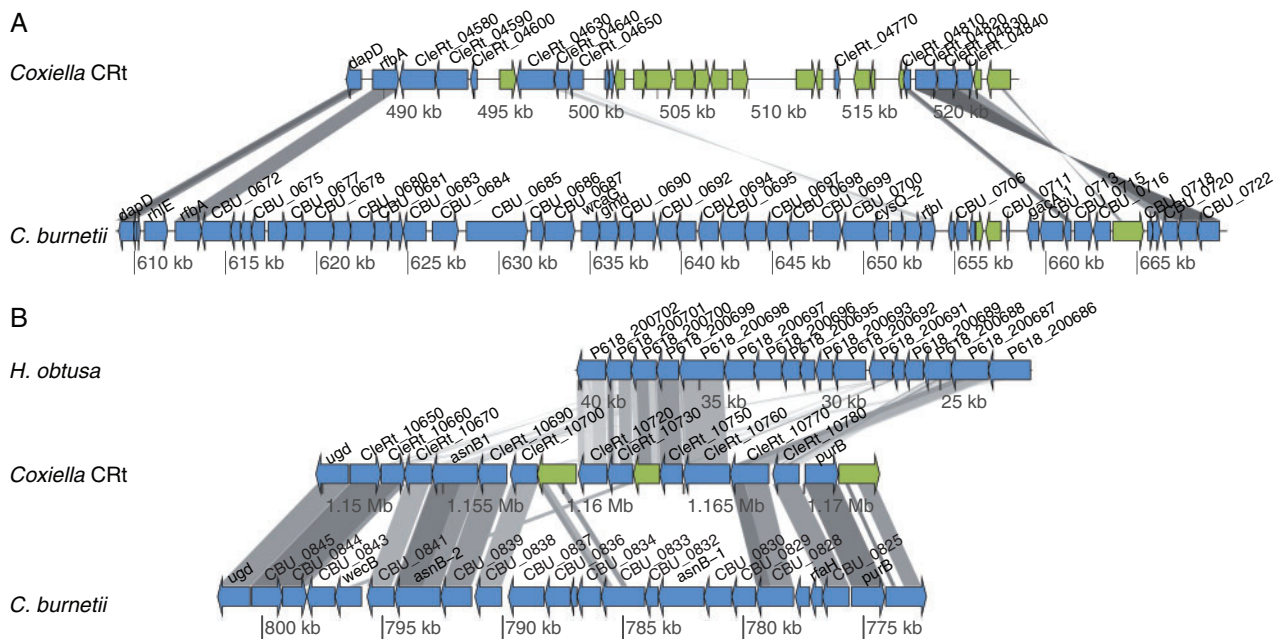 A
dapD rfbA CleRt_04580 CleRt_04590 CleRt_04600 CleRt_04630 CleRt_04640 CleRt_04650 CleRt_04770 CleRt_04810 CleRt_04820 CleRt_04830 CleRt_04840
Coxiella CRt
490 kb 495 kb 500 kb 505 kb 510 kb 515 kb 520 kb
dapD rhlE rfbA CBU_0672 CBU_0675 CBU_0677 CBU_0678 CBU_0680 CBU_0681 CBU_0683 CBU_0684 CBU_0685 CBU_0686 CBU_0687 wcaG gmd CBU_0690 CBU_0692 CBU_0694 CBU_0695 CBU_0697 CBU_0698 CBU_0699 CBU_0700 cysQ-2 rfbI CBU_0706 CBU_0711 gacA.1 CBU_0713 CBU_0715 CBU_0716 CBU_0718 CBU_0720 CBU_0722
C. burnetii
610 kb 615 kb 620 kb 625 kb 630 kb 635 kb 640 kb 645 kb 650 kb 655 kb 660 kb 665 kb
B
P618_200702 P618_200701 P618_200700 P618_200699 P618_200698 P618_200697 P618_200696 P618_200695 P618_200693 P618_200692 P618_200691 P618_200689 P618_200688 P618_200687 P618_200686
H. obtusa
40 kb 35 kb 30 kb 25 kb
ugd CleRt_10650 CleRt_10660 CleRt_10670 asnB1 CleRt_10690 CleRt_10700 CleRt_10720 CleRt_10730 CleRt_10750 CleRt_10760 CleRt_10770 CleRt_10780 purB
Coxiella CRt
1.15 Mb 1.155 Mb 1.16 Mb 1.165 Mb 1.17 Mb
ugd CBU_0845 CBU_0844 CBU_0843 wecB CBU_0841 asnB-2 CBU_0839 CBU_0838 CBU_0837 CBU_0836 CBU_0834 CBU_0833 CBU_0832 asnB-1 CBU_0830 CBU_0829 CBU_0828 rfaH CBU_0825 purB
C. burnetii
800 kb 795 kb 790 kb 785 kb 780 kb 775 kb